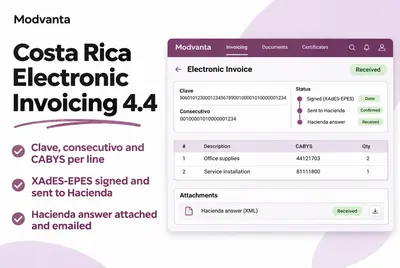 Modvanta
Costa Rica
Electronic
Invoicing 4.4
Clave, consecutivo and
CABYS per line
XAdES-EPES signed and
sent to Hacienda
Hacienda answer attached
and emailed
Modvanta Invoicing Documents Certificates
Electronic Invoice Received
Clave
Consecutivo
00100001010000001234
Status
Signed (XAdES-EPES) Done
Sent to Hacienda Confirmed
Hacienda answer Received
# Description CABYS Qty
1 Office supplies 44121703 2
2 Service installation 81111800 1
Attachments
Hacienda answer (XML) Received